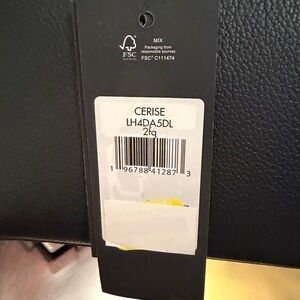 FSC
MIX
Packaging from
responsible sources
FSC® C111474
CERISE
LH4DA5DL
2fg
1 96788 41287 3